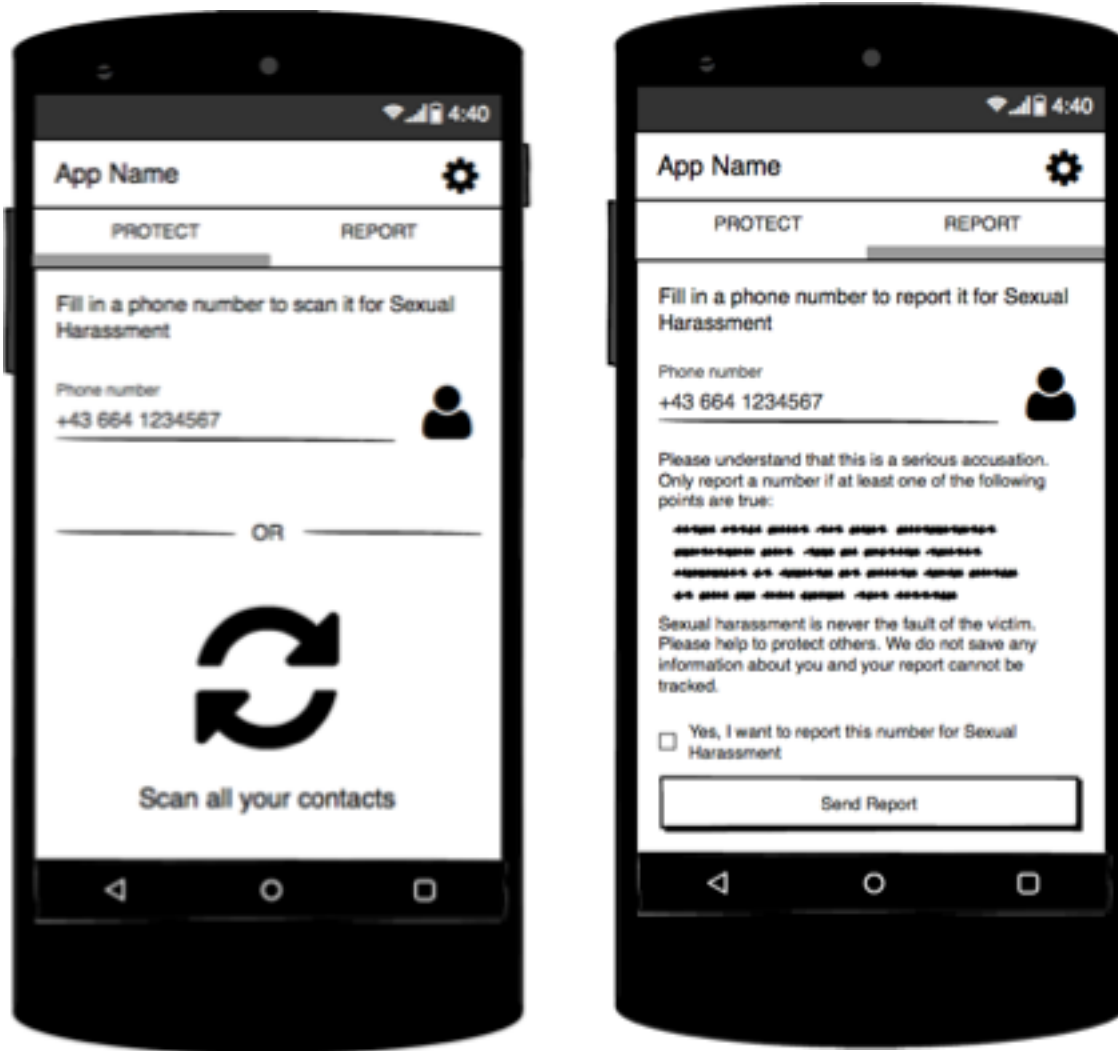 4:40
App Name
PROTECT REPORT
Fill in a phone number to scan it for Sexual
Harassment
Phone number
+43 664 1234567
OR
Scan all your contacts
4:40
App Name
PROTECT REPORT
Fill in a phone number to report it for Sexual
Harassment
Phone number
+43 664 1234567
Please understand that this is a serious accusation.
Only report a number if at least one of the following
points are true:
Sexual harassment is never the fault of the victim.
Please help to protect others. We do not save any
information about you and your report cannot be
tracked.
Yes, I want to report this number for Sexual
Harassment
Send Report